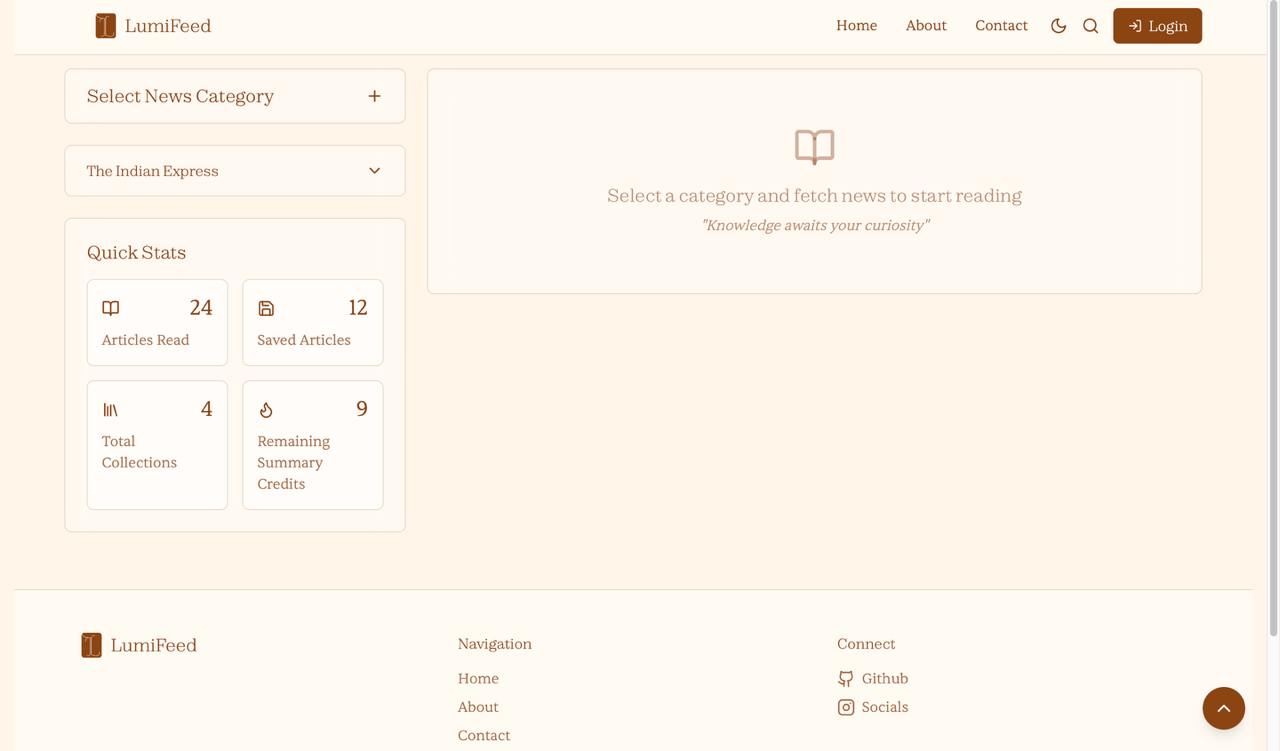 LumiFeed
Home
About
Contact
Login
Select News Category
The Indian Express
Quick Stats
24
Articles Read
12
Saved Articles
4
Total
Collections
9
Remaining
Summary
Credits
Select a category and fetch news to start reading
"Knowledge awaits your curiosity"
LumiFeed
Navigation
Home
About
Contact
Connect
Github
Socials